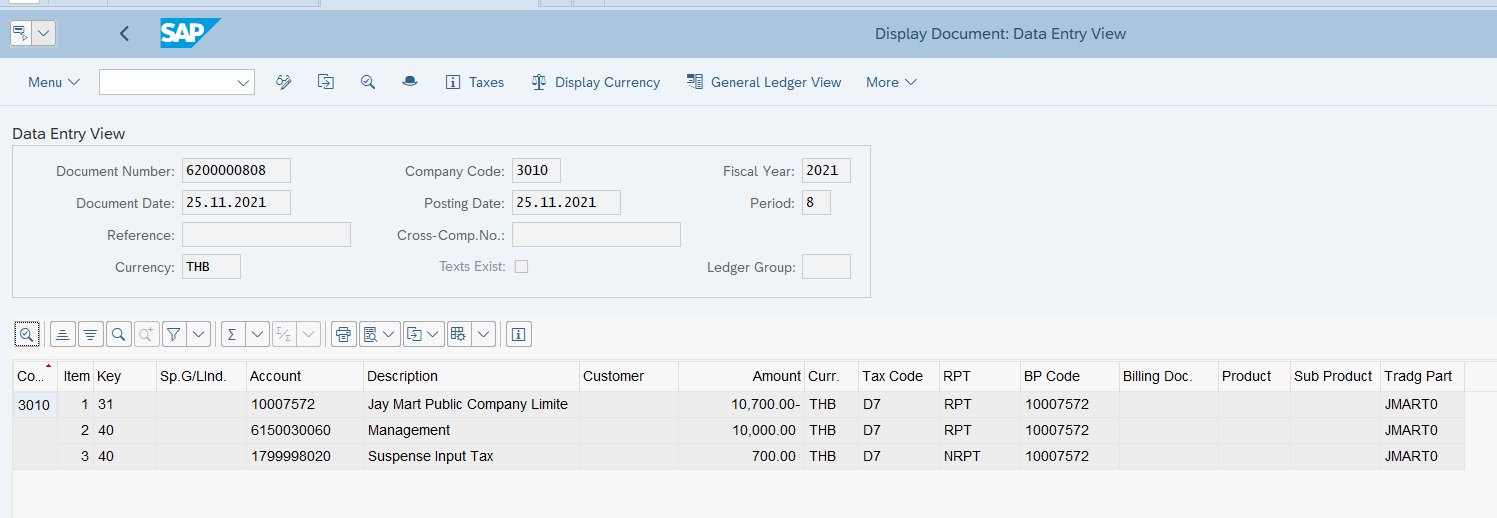 SAP Display Document: Data Entry View
Menu Taxes Display Currency General Ledger View More
Data Entry View
Document Number: 6200000808 Company Code: 3010 Fiscal Year: 2021
Document Date: 25.11.2021 Posting Date: 25.11.2021 Period: 8
Reference: Cross-Comp.No.:
Currency: THB Texts Exist: Ledger Group:
Co... Item Key Sp.G/LInd. Account Description Customer Amount Curr. Tax Code RPT BP Code Billing Doc. Product Sub Product Tradg Part
3010 1 31 10007572 Jay Mart Public Company Limite 10,700.00- THB D7 RPT 10007572 JMART0
2 40 6150030060 Management 10,000.00 THB D7 RPT 10007572 JMART0
3 40 1799998020 Suspense Input Tax 700.00 THB D7 NRPT 10007572 JMART0